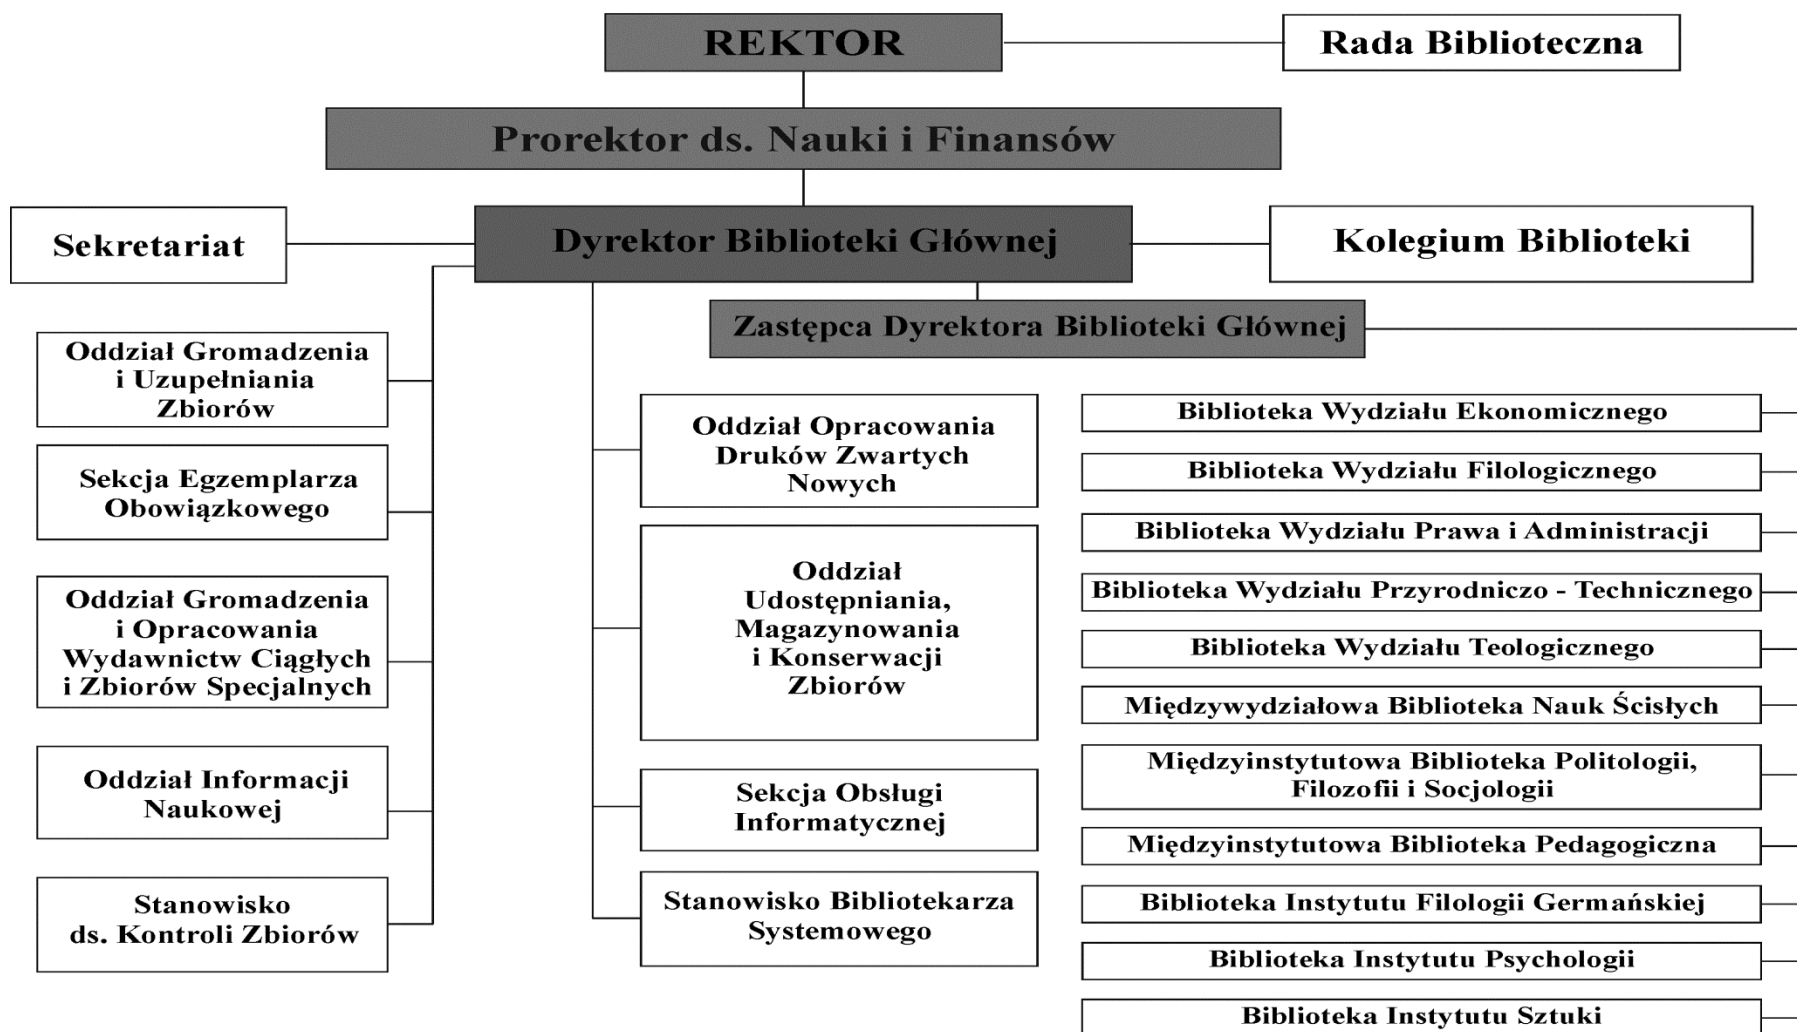 REKTOR
Rada Biblioteczna
Prorektor ds. Nauki i Finansów
Sekretariat
Dyrektor Biblioteki Głównej
Kolegium Biblioteki
Zastępca Dyrektora Biblioteki Głównej
Oddział Gromadzenia
i Uzupełniania
Zbiorów
Sekcja Egzemplarza
Obowiązkowego
Oddział Gromadzenia
i Opracowania
Wydawnictw Ciągłych
i Zbiorów Specjalnych
Oddział Informacji
Naukowej
Stanowisko
ds. Kontroli Zbiorów
Oddział Opracowania
Druków Zwartych
Nowych
Oddział
Udostępniania,
Magazynowania
i Konserwacji
Zbiorów
Sekcja Obsługi
Informatycznej
Stanowisko Bibliotekarza
Systemowego
Biblioteka Wydziału Ekonomicznego
Biblioteka Wydziału Filologicznego
Biblioteka Wydziału Prawa i Administracji
Biblioteka Wydziału Przyrodniczo - Technicznego
Biblioteka Wydziału Teologicznego
Międzywydziałowa Biblioteka Nauk Ścisłych
Międzyinstytutowa Biblioteka Politologii,
Filozofii i Socjologii
Międzyinstytutowa Biblioteka Pedagogiczna
Biblioteka Instytutu Filologii Germańskiej
Biblioteka Instytutu Psychologii
Biblioteka Instytutu Sztuki